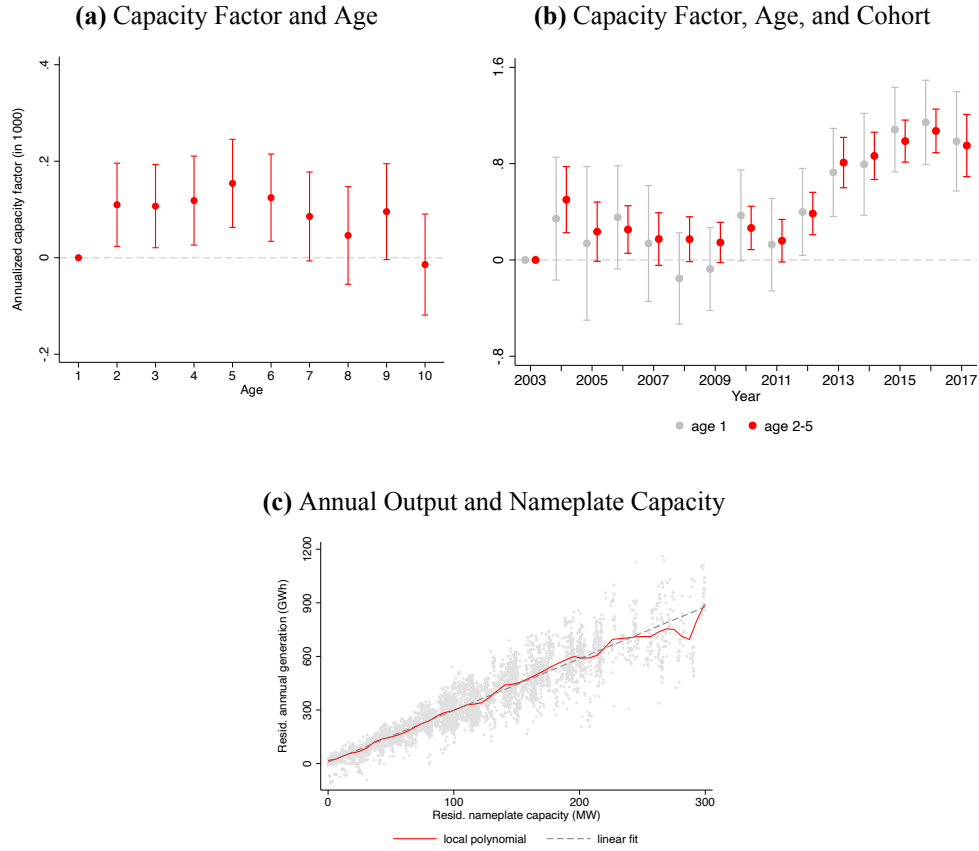 (a) Capacity Factor and Age
Annualized capacity factor (in 1000)
.4
.2
0
-.2
1 2 3 4 5 6 7 8 9 10
Age
(b) Capacity Factor, Age, and Cohort
1.6
.8
0
-.8
2003 2005 2007 2009 2011 2013 2015 2017
Year
age 1 age 2-5
(c) Annual Output and Nameplate Capacity
Resid. annnual generation (GWh)
1200
900
600
300
0
0 100 200 300
Resid. nameplate capacity (MW)
local polynomial linear fit